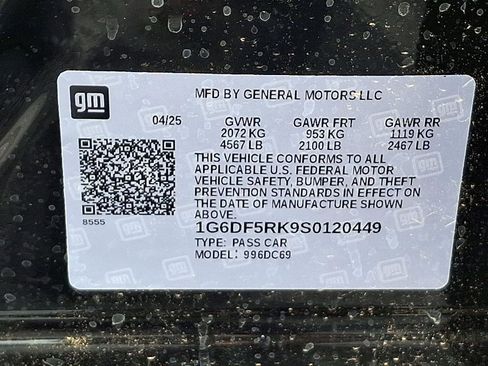 gm
MFD BY GENERAL MOTORS LLC
04/25 GVWR GAWR FRT GAWR RR
2072 KG 953 KG 1119 KG
4567 LB 2100 LB 2467 LB
THIS VEHICLE CONFORMS TO ALL
APPLICABLE U.S. FEDERAL MOTOR
VEHICLE SAFETY, BUMPER, AND THEFT
PREVENTION STANDARDS IN EFFECT ON THE
DATE OF MANUFACTURE SHOWN
ABOVE.
8555
1G6DF5RK9S0120449
TYPE: PASS CAR
MODEL: 996DC69